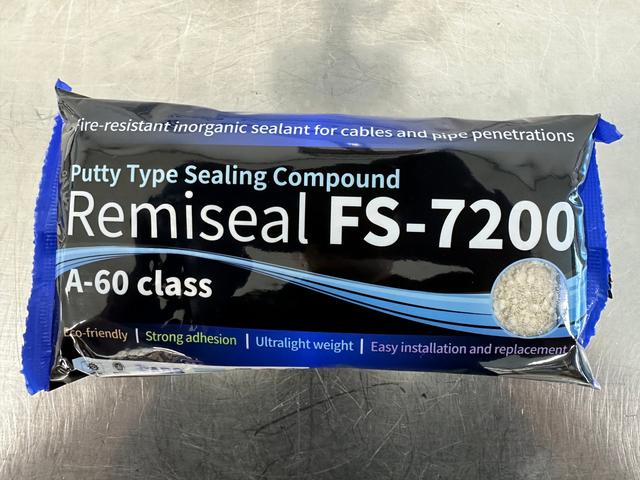 Fire-resistant inorganic sealant for cables and pipe penetrations
Putty Type Sealing Compound
Remiseal FS-7200
A-60 class
Eco-friendly | Strong adhesion | Ultralight weight | Easy installation and replacement